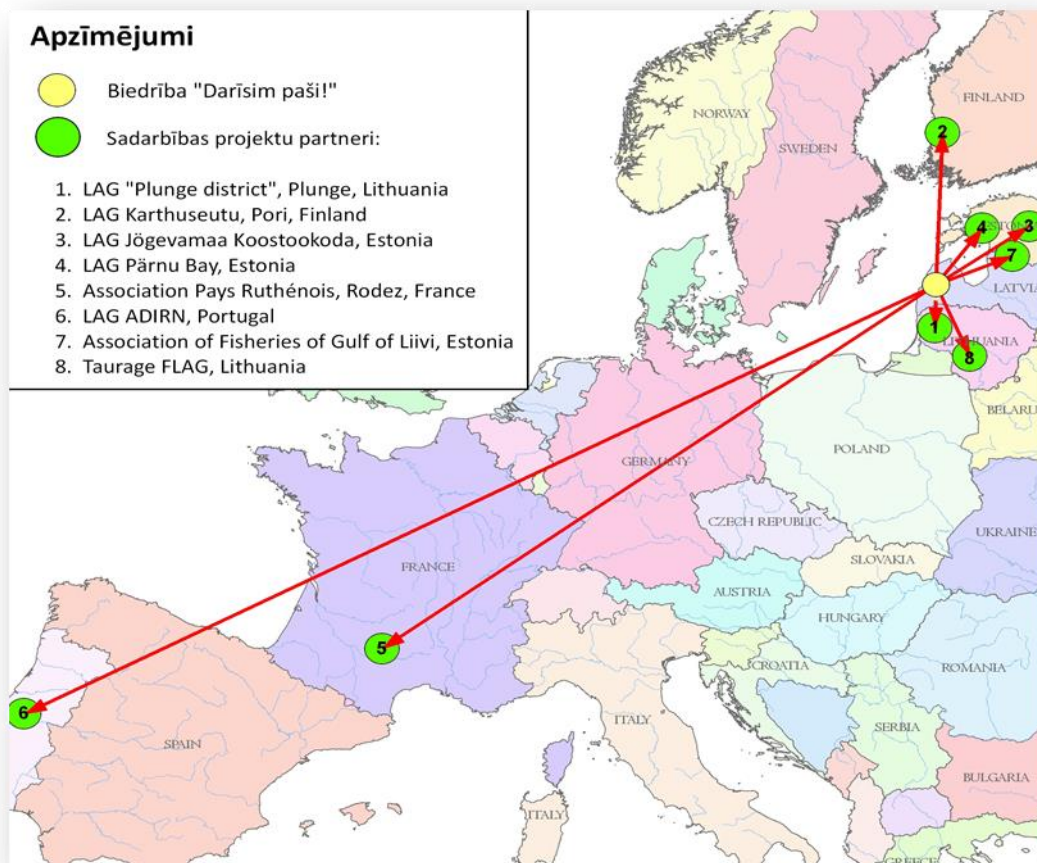 Apzīmējumi
Biedrība "Darīsim paši!"
Sadarbības projektu partneri:
1. LAG "Plunge district", Plunge, Lithuania
2. LAG Karthuseutu, Pori, Finland
3. LAG Jögevamaa Koostookoda, Estonia
4. LAG Pärnu Bay, Estonia
5. Association Pays Ruthénois, Rodez, France
6. LAG ADIRN, Portugal
7. Association of Fisheries of Gulf of Liivi, Estonia
8. Taurage FLAG, Lithuania
FINLAND
NORWAY
2
SWEDEN
4
3
7
LATVIA
1
LITHUANIA
8
BELARU
POLAND
GERMANY
CZECH REPUBLIC
UKRAINE
SLOVAKIA
FRANCE
AUSTRIA
HUNGARY
5
ROMANIA
CROATIA
6
ITALY
SERBIA
SPAIN
BULGARIA
ITALY
GREECE